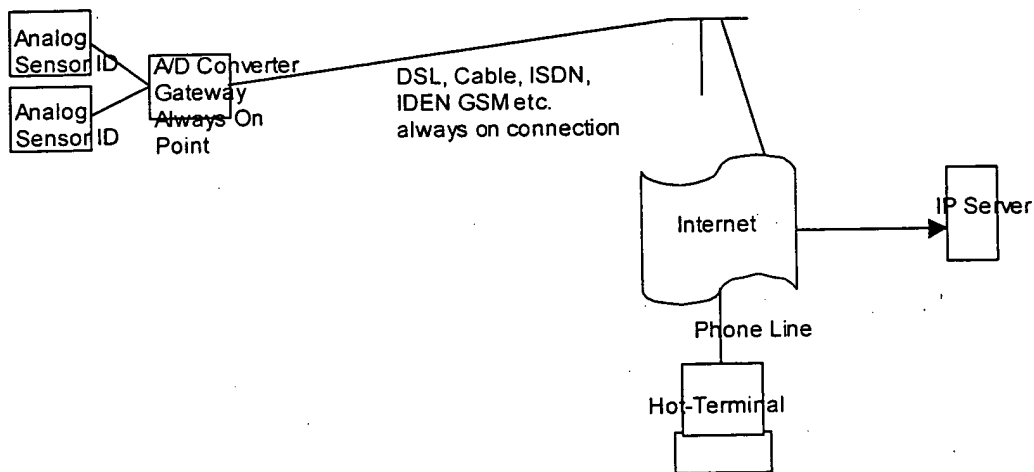 Analog
Sensor ID
Analog
Sensor ID
A/D Converter
Gateway
Always On
Point
DSL, Cable, ISDN,
IDEN GSM etc.
always on connection
Internet
IP Server
Phone Line
Hot-Terminal